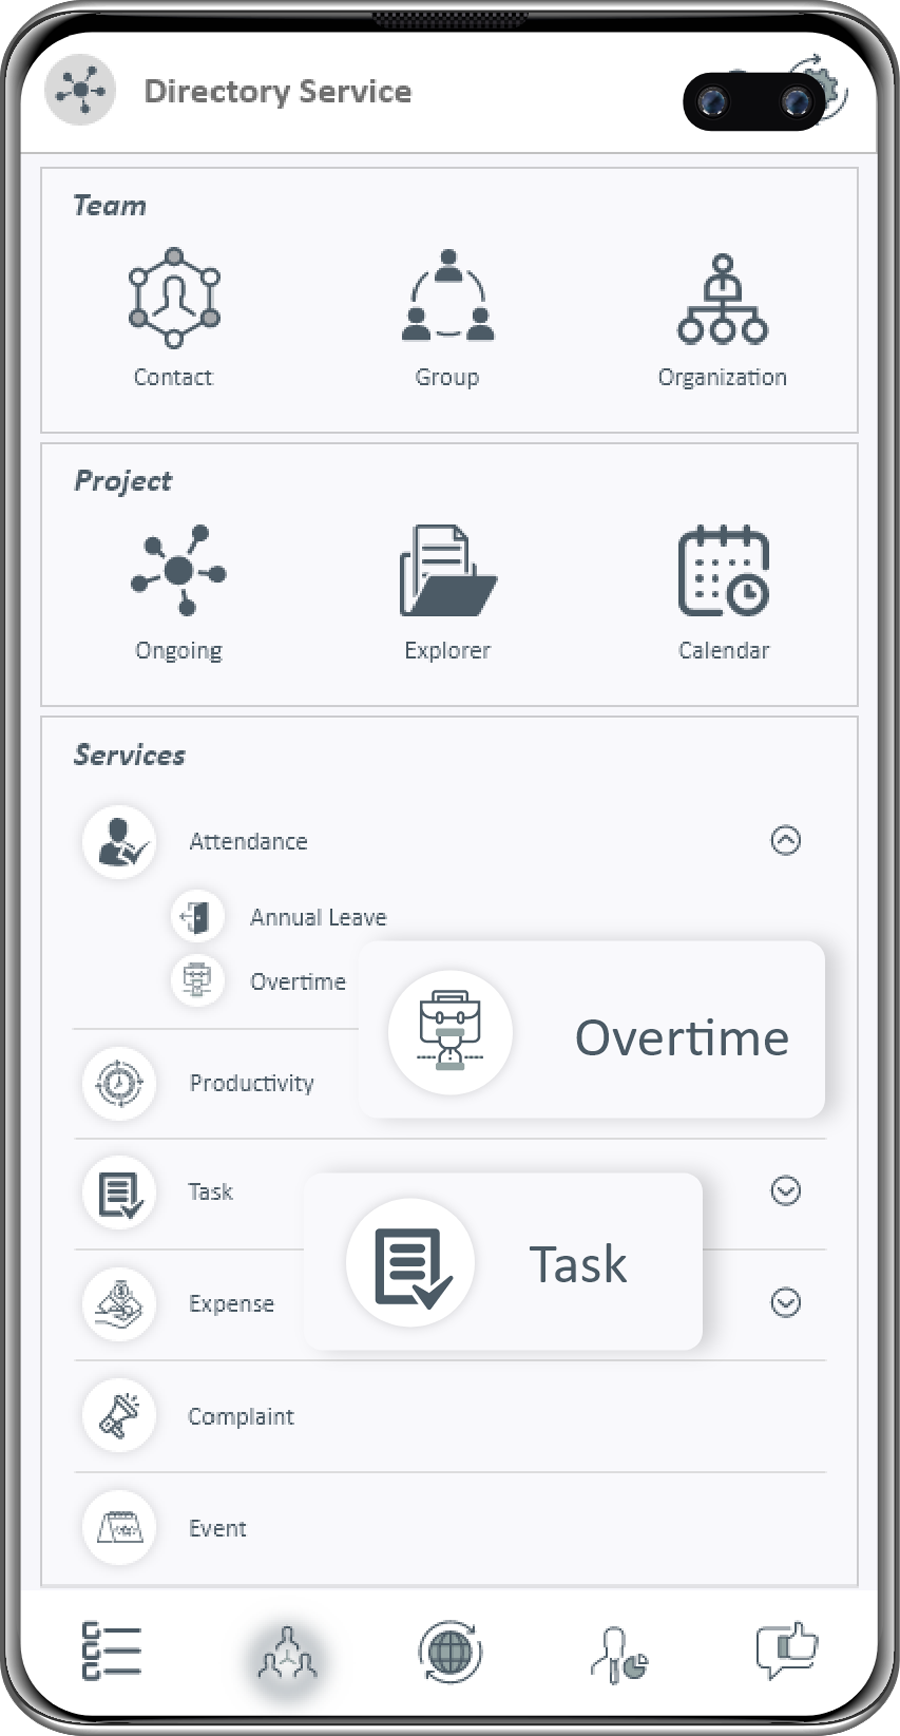 Directory Service
Team
Contact Group Organization
Project
Ongoing Explorer Calendar
Services
Attendance
Annual Leave
Overtime
Overtime
Productivity
Task
Task
Expense
Complaint
Event